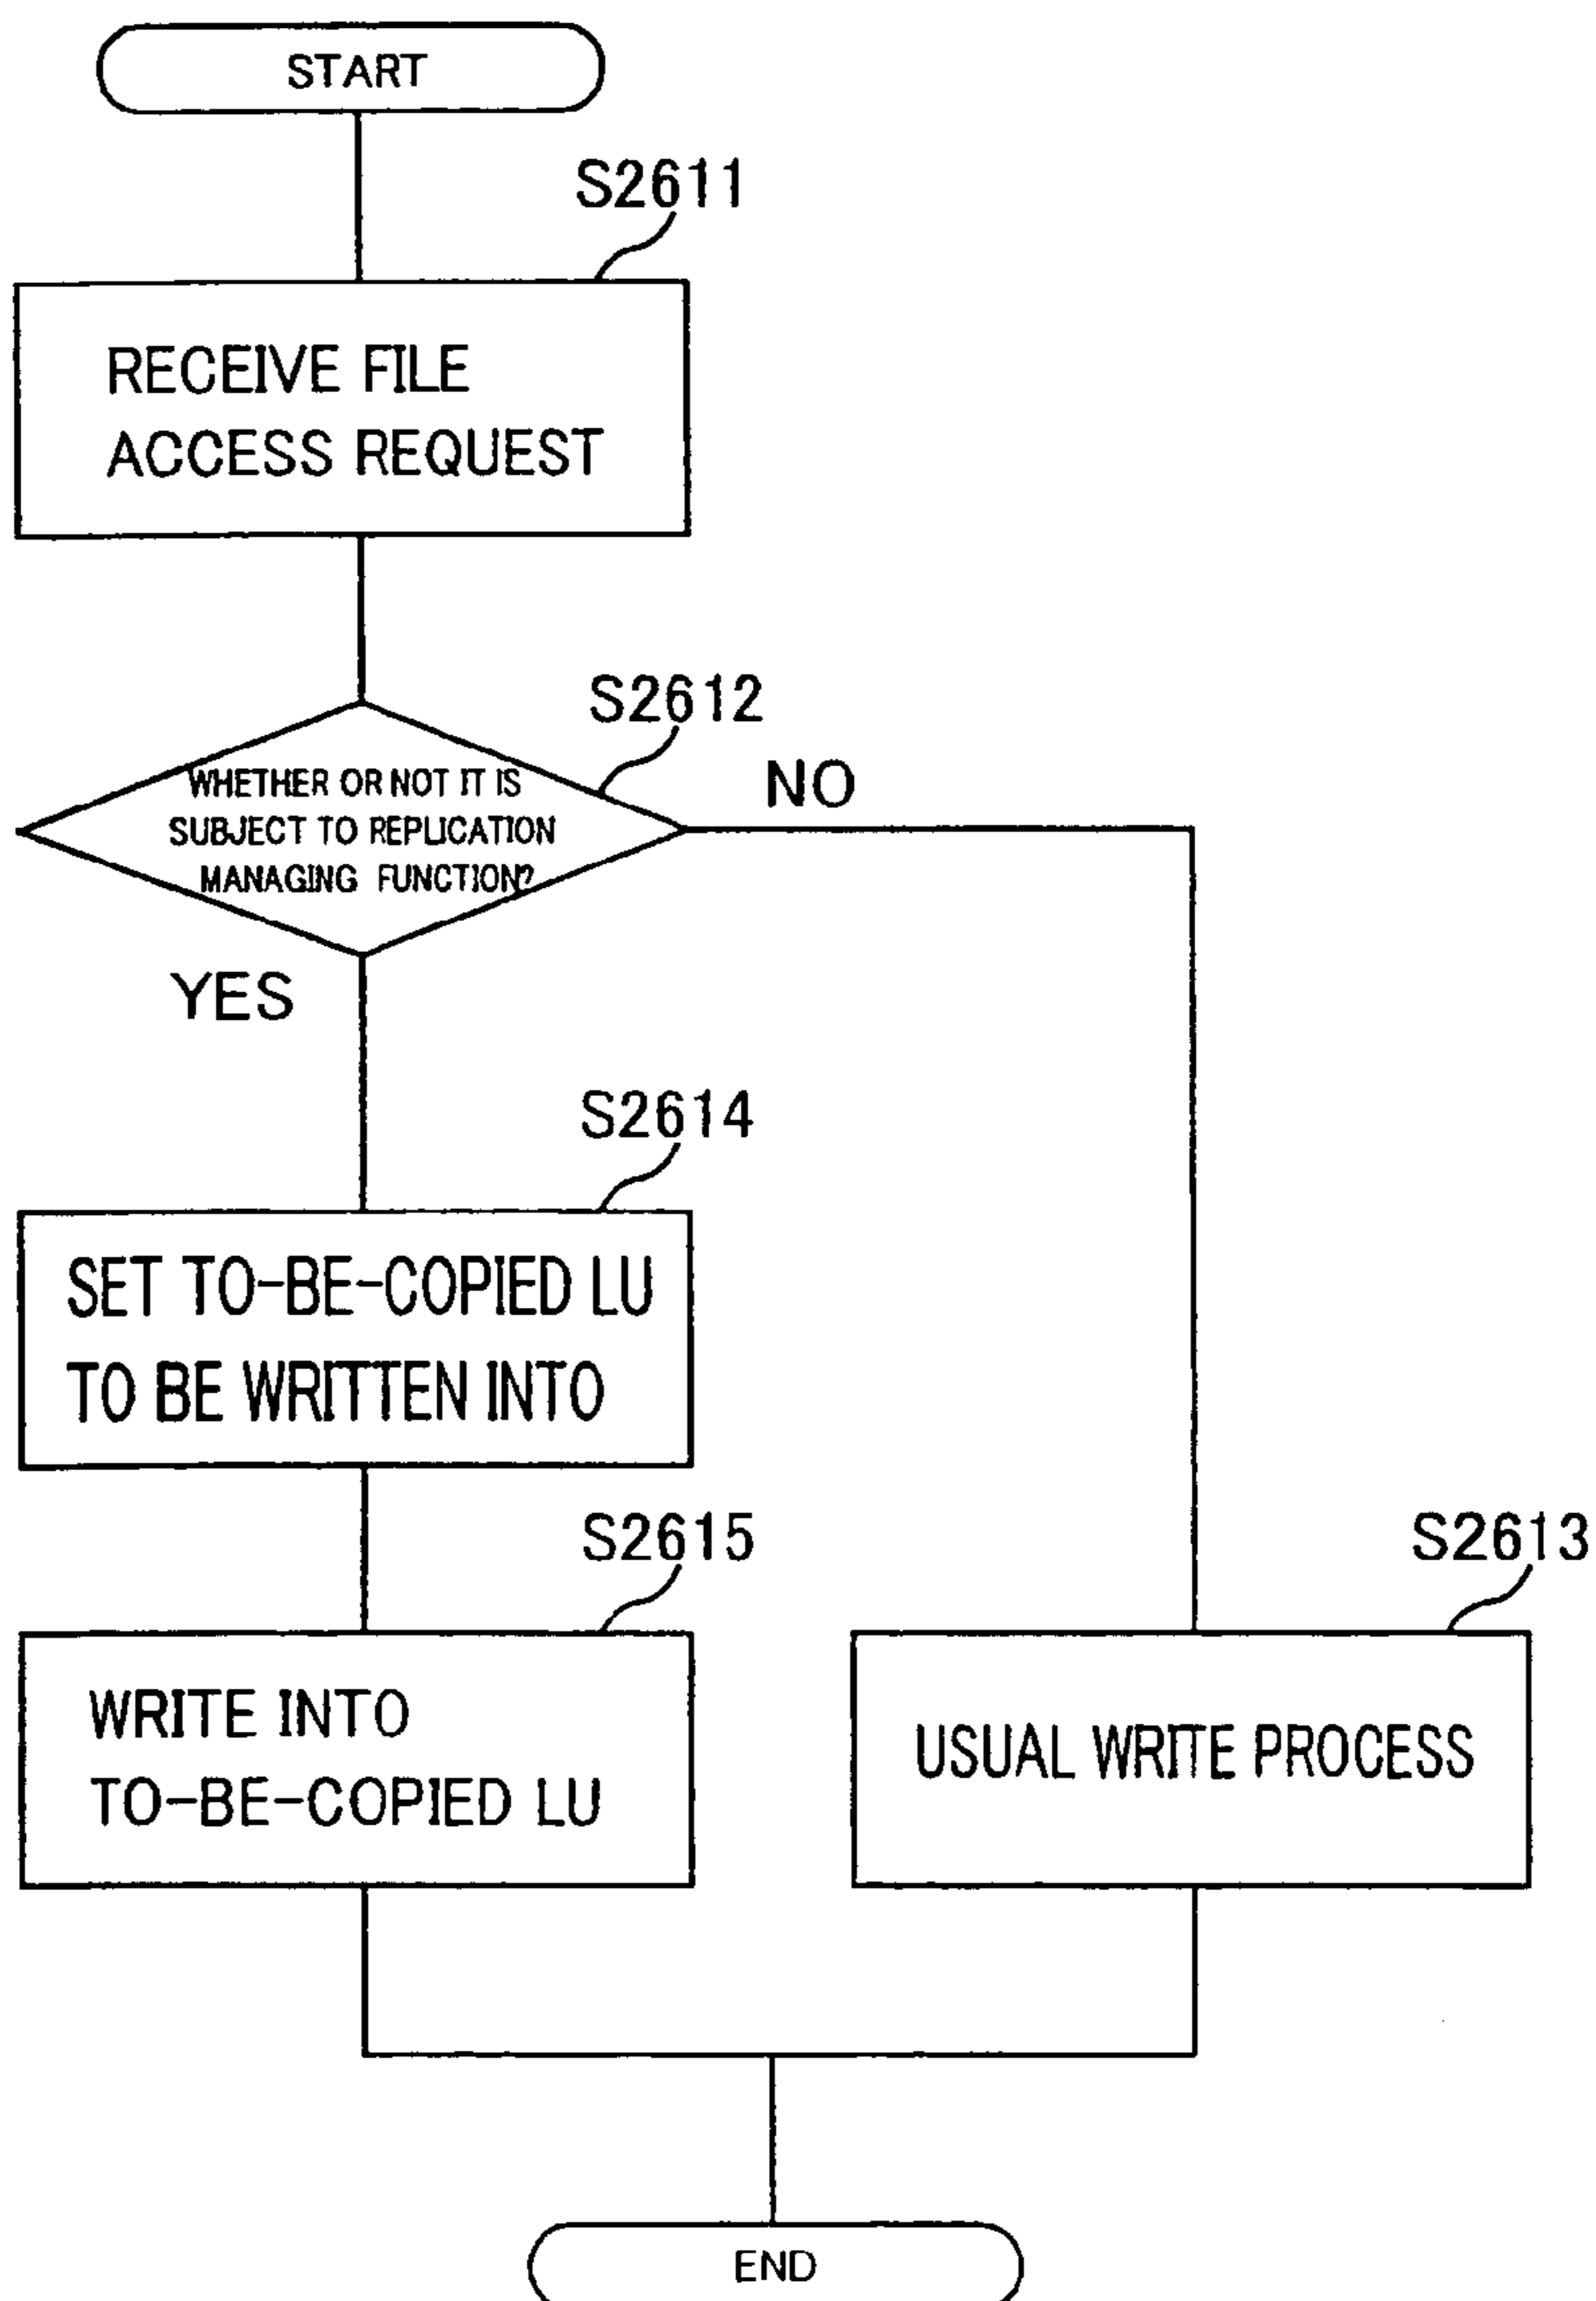 START
S2611
RECEIVE FILE
ACCESS REQUEST
S2612
WHETHER OR NOT IT IS
SUBJECT TO REPLICATION
MANAGING FUNCTION?
NO
YES
S2614
SET TO-BE-COPIED LU
TO BE WRITTEN INTO
S2615
WRITE INTO
TO-BE-COPIED LU
S2613
USUAL WRITE PROCESS
END